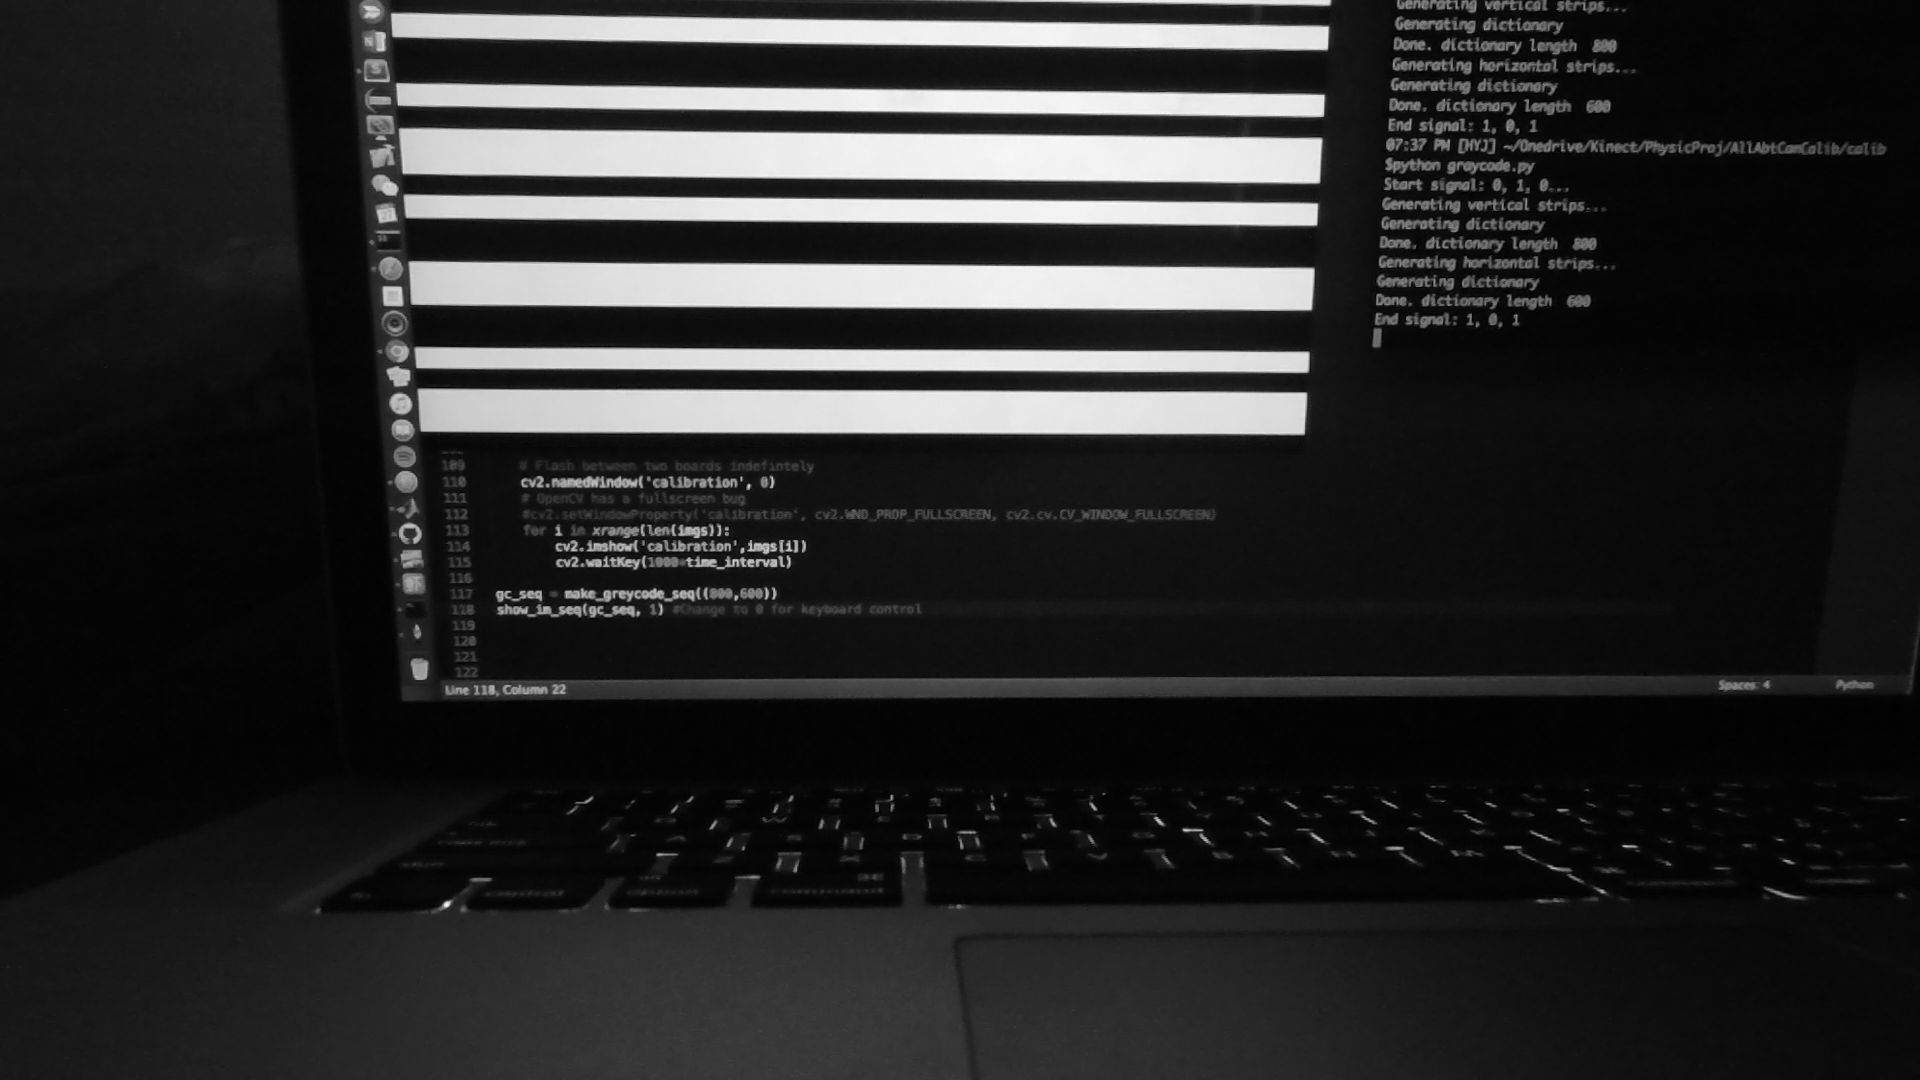 Generating vertical strips...
Generating dictionary
Done. dictionary length 800
Generating horizontal strips...
Generating dictionary
Done. dictionary length 600
End signal: 1, 0, 1
07:37 PM [HYJ] ~/Onedrive/Kinect/PhysicProj/AllAbtCamCalib/calib
$python graycode.py
Start signal: 0, 1, 0...
Generating vertical strips...
Generating dictionary
Done. dictionary length 800
Generating horizontal strips...
Generating dictionary
Done. dictionary length 600
End signal: 1, 0, 1
109 # Flash between two boards indefintely
110 cv2.namedWindow('calibration', 0)
111 # OpenCV has a fullscreen bug
112 #cv2.setWindowProperty('calibration', cv2.WND_PROP_FULLSCREEN, cv2.cv.CV_WINDOW_FULLSCREEN)
113 for i in xrange(len(imgs)):
114 cv2.imshow('calibration',imgs[i])
115 cv2.waitKey(1000*time_interval)
116
117 gc_seq = make_greycode_seq((800,600))
118 show_im_seq(gc_seq, 1) #Change to 0 for keyboard control
119
120
121
122
Line 118, Column 22
Spaces: 4
Python
control
option
command